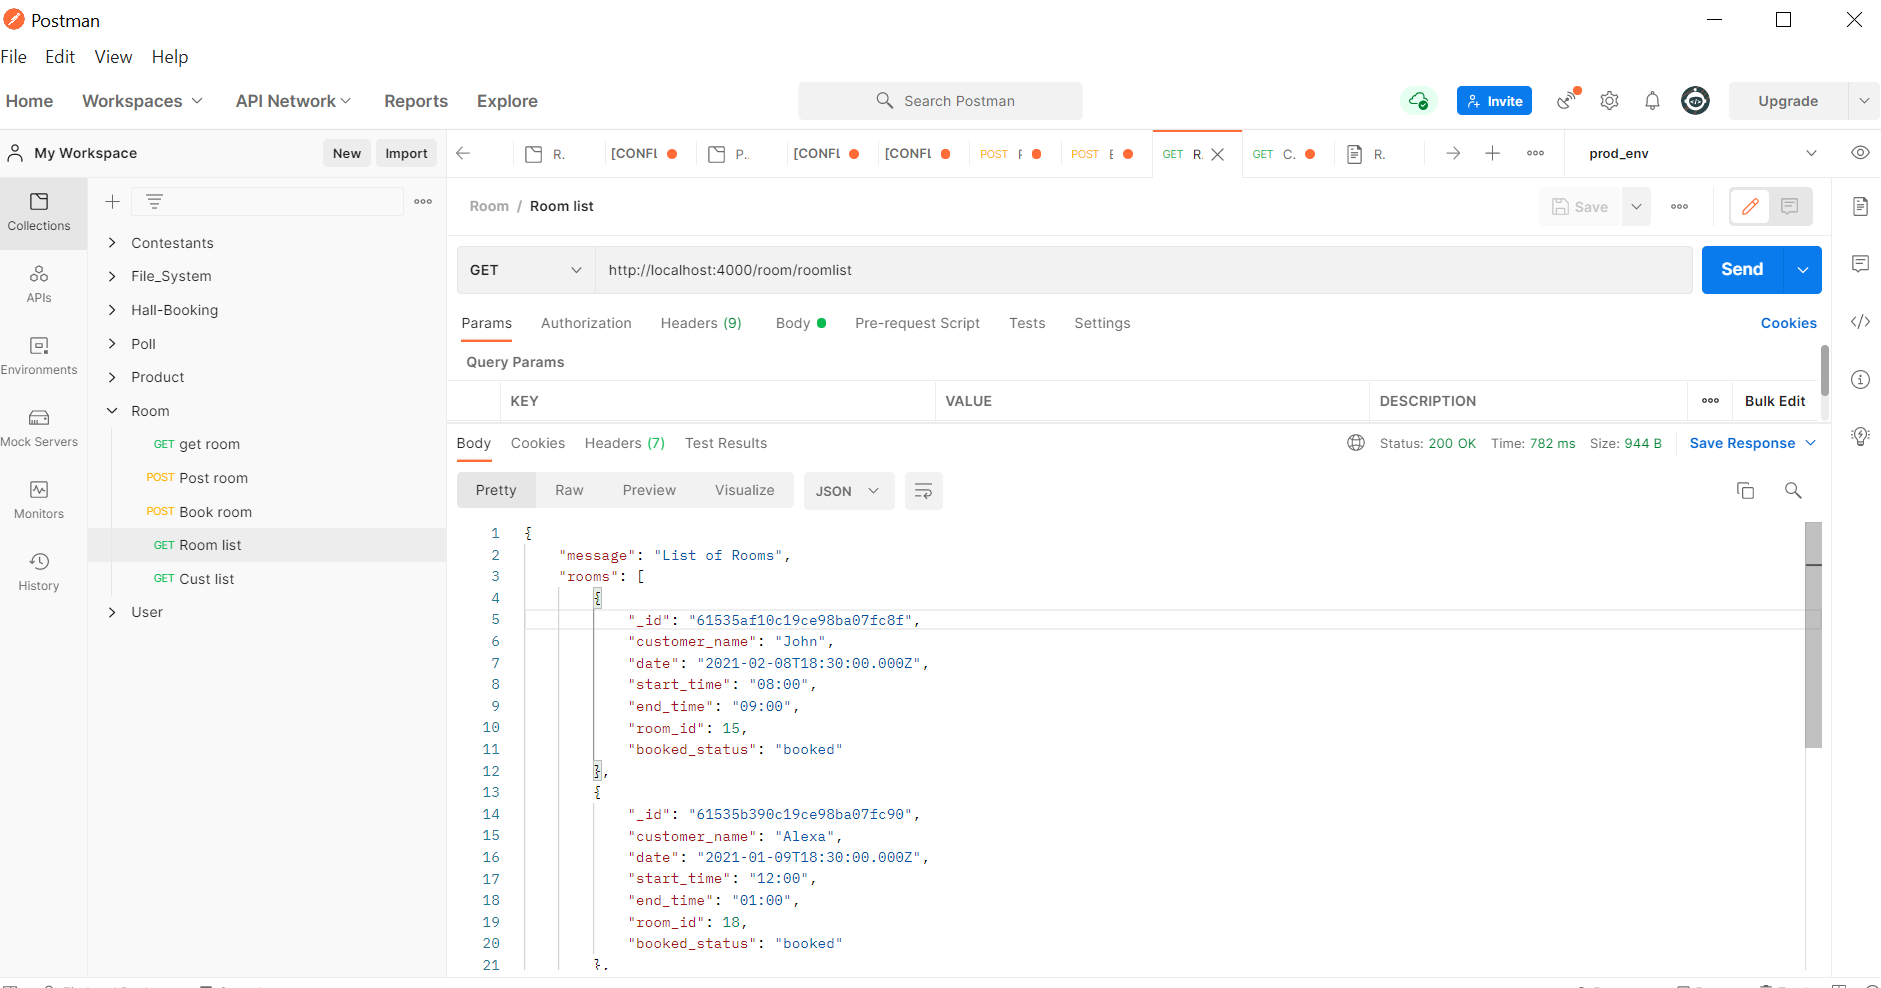 Postman
File Edit View Help
Home Workspaces API Network Reports Explore Search Postman Invite Upgrade
My Workspace New Import R. [CONFL P.. [CONFL [CONFL POST POST GET R. GET C. R. prod_env
Collections
APIs
Environments
Mock Servers
Monitors
History
Contestants
File_System
Hall-Booking
Poll
Product
Room
GET get room
POST Post room
POST Book room
GET Room list
GET Cust list
User
Room / Room list Save
GET http://localhost:4000/room/roomlist Send
Params Authorization Headers (9) Body Pre-request Script Tests Settings Cookies
Query Params
KEY VALUE DESCRIPTION Bulk Edit
Body Cookies Headers (7) Test Results Status: 200 OK Time: 782 ms Size: 944 B Save Response
Pretty Raw Preview Visualize JSON
1 {
2 "message": "List of Rooms",
3 "rooms": [
4 {
5 "_id": "61535af10c19ce98ba07fc8f",
6 "customer_name": "John",
7 "date": "2021-02-08T18:30:00.000Z",
8 "start_time": "08:00",
9 "end_time": "09:00",
10 "room_id": 15,
11 "booked_status": "booked"
12 },
13 {
14 "_id": "61535b390c19ce98ba07fc90",
15 "customer_name": "Alexa",
16 "date": "2021-01-09T18:30:00.000Z",
17 "start_time": "12:00",
18 "end_time": "01:00",
19 "room_id": 18,
20 "booked_status": "booked"
21 },